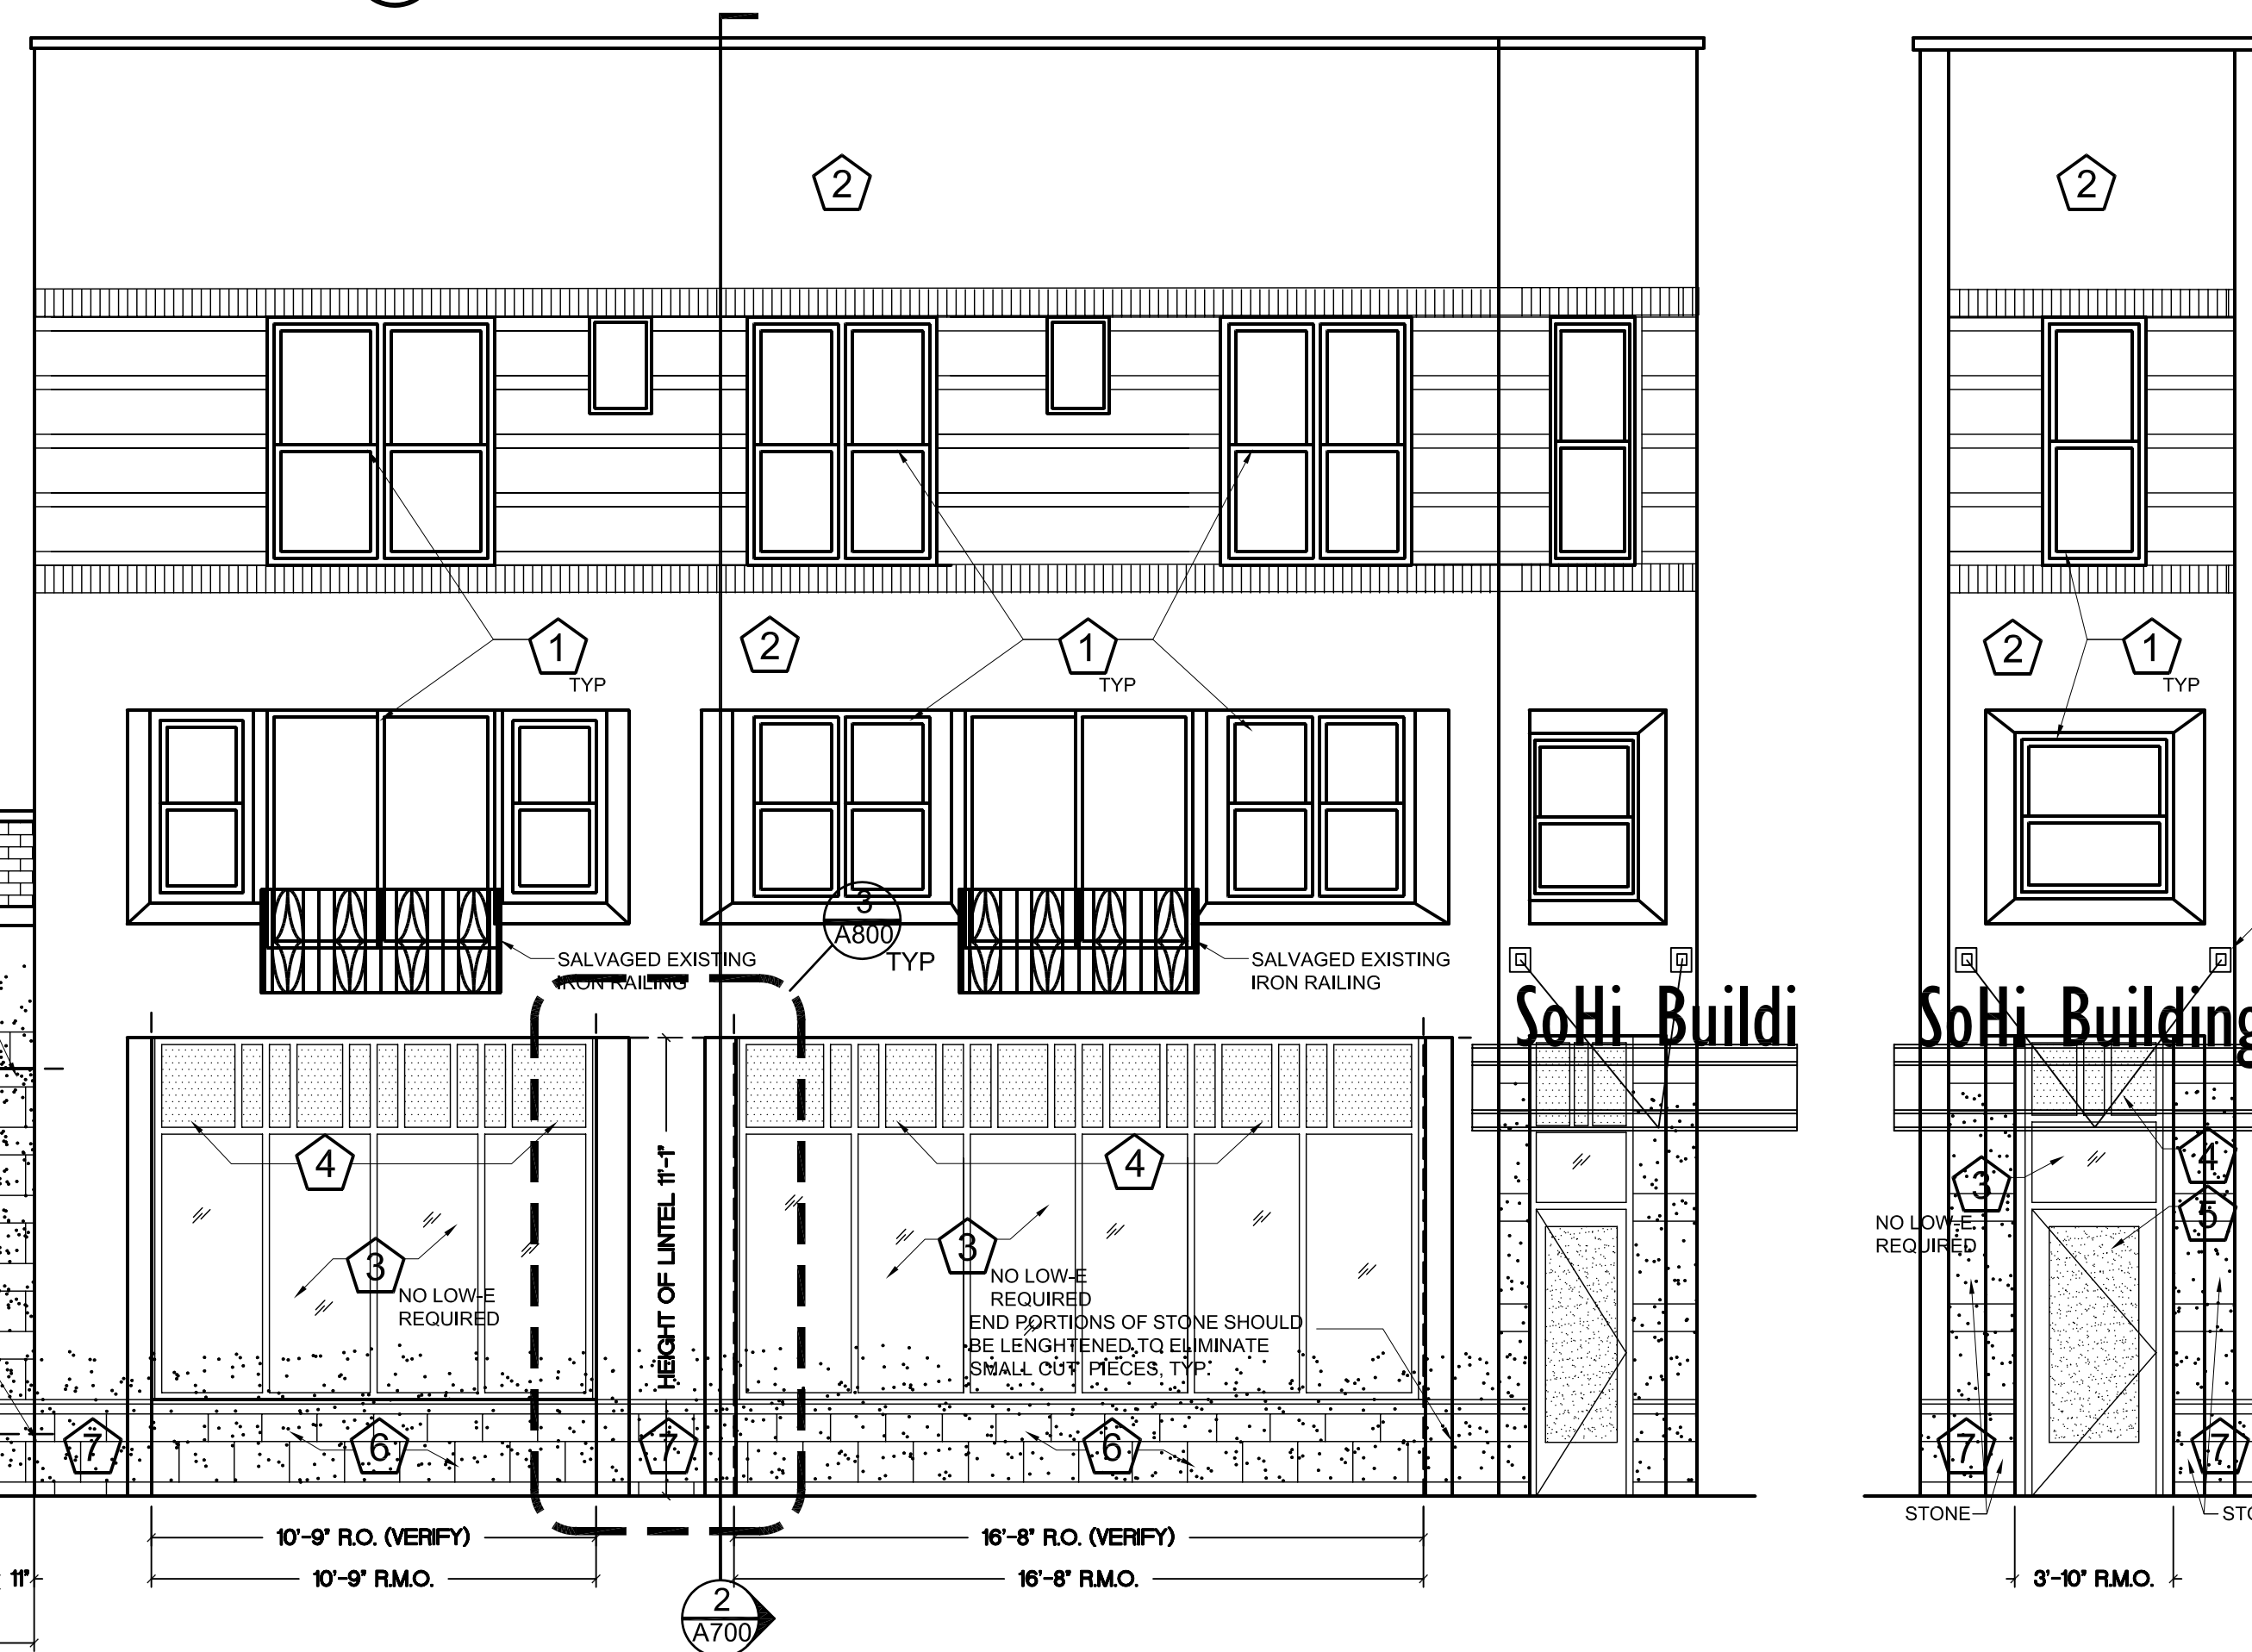 2
2
1
TYP
2
1
TYP
2
1
TYP
3
A800
TYP
SALVAGED EXISTING
IRON RAILING
SALVAGED EXISTING
IRON RAILING
SoHi Buildi
SoHi Building
4
4
4
HEIGHT OF LINTEL 11'-1"
3
NO LOW-E
REQUIRED
3
NO LOW-E
REQUIRED
END PORTIONS OF STONE SHOULD
BE LENGHTENED TO ELIMINATE
SMALL CUT PIECES, TYP.
3
5
NO LOW-E
REQUIRED
7
6
7
6
7
7
STONE
STO
10'-9" R.O. (VERIFY)
16'-8" R.O. (VERIFY)
11"
10'-9" R.M.O.
16'-8" R.M.O.
3'-10" R.M.O.
2
A700